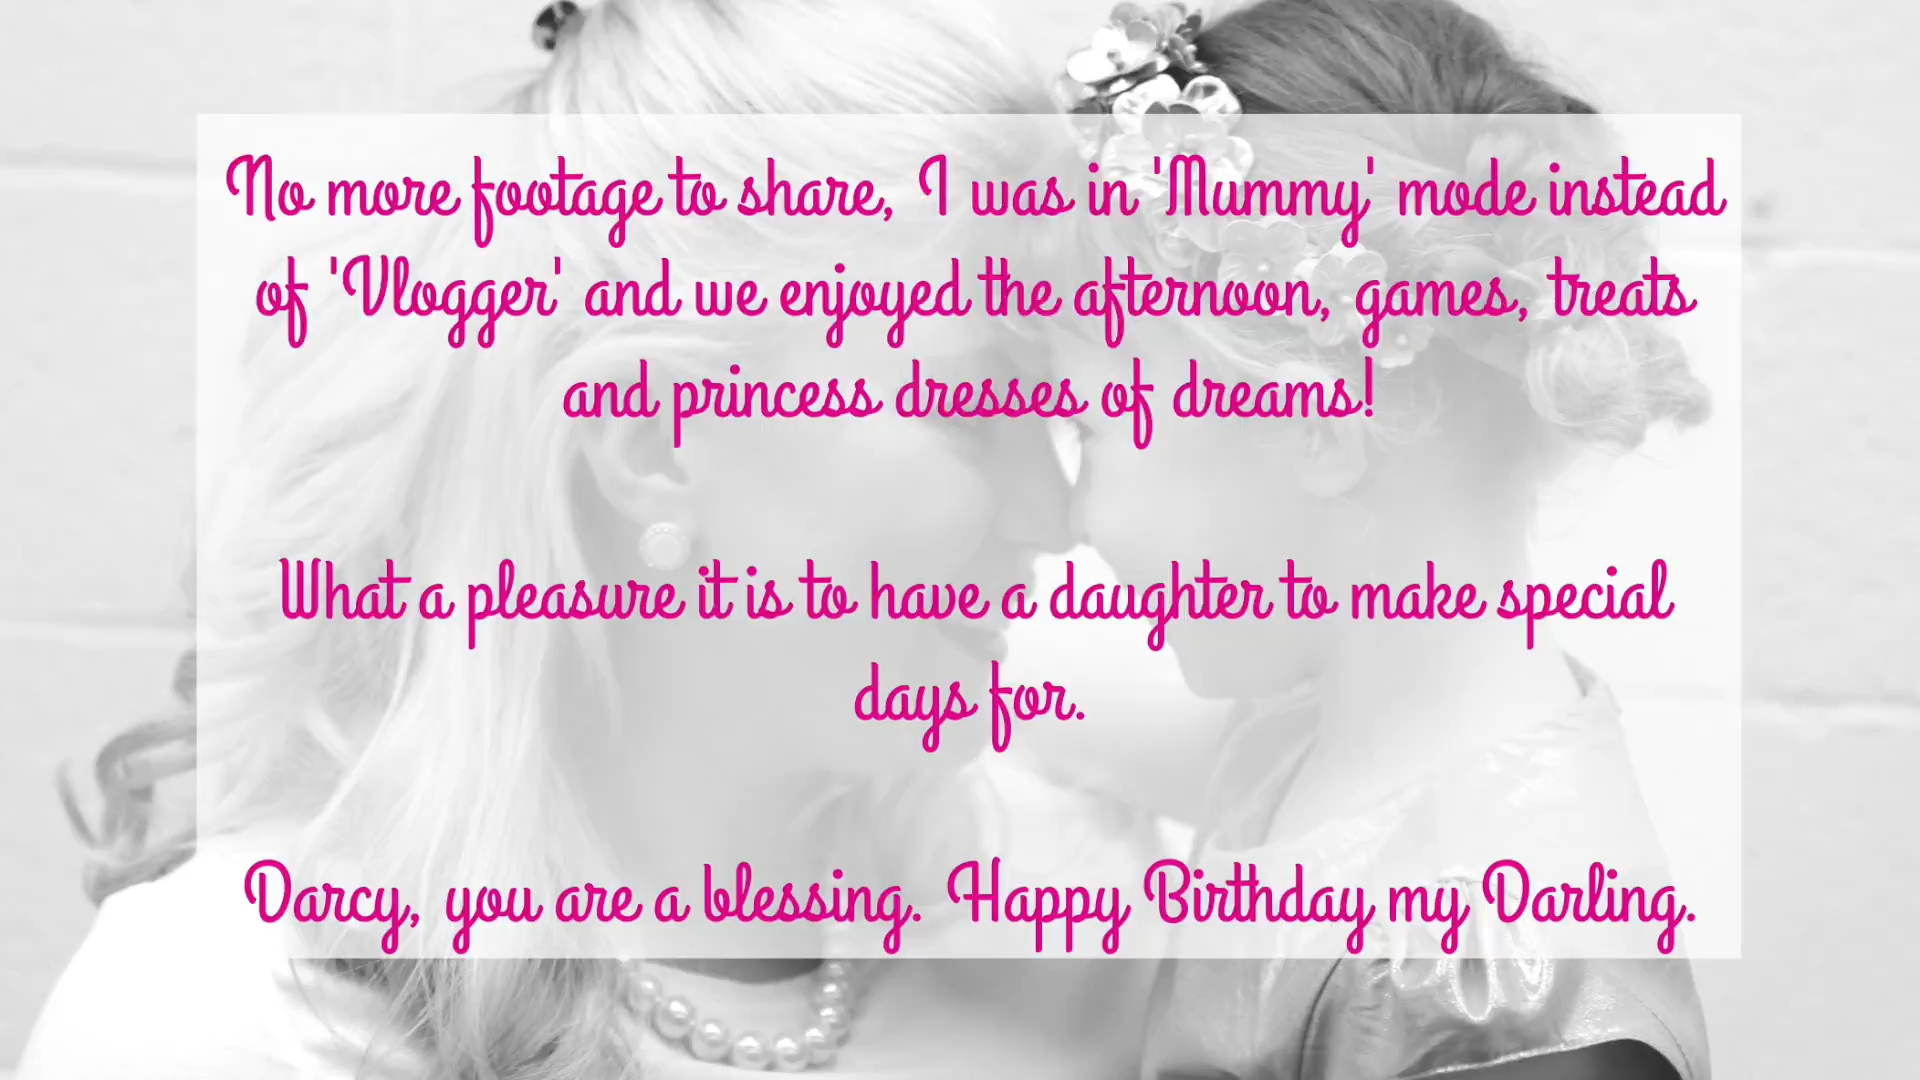 No more footage to share, I was in 'Mummy' mode instead
of 'Vlogger' and we enjoyed the afternoon, games, treats
and princess dresses of dreams!
What a pleasure it is to have a daughter to make special
days for.
Darcy, you are a blessing. Happy Birthday my Darling.